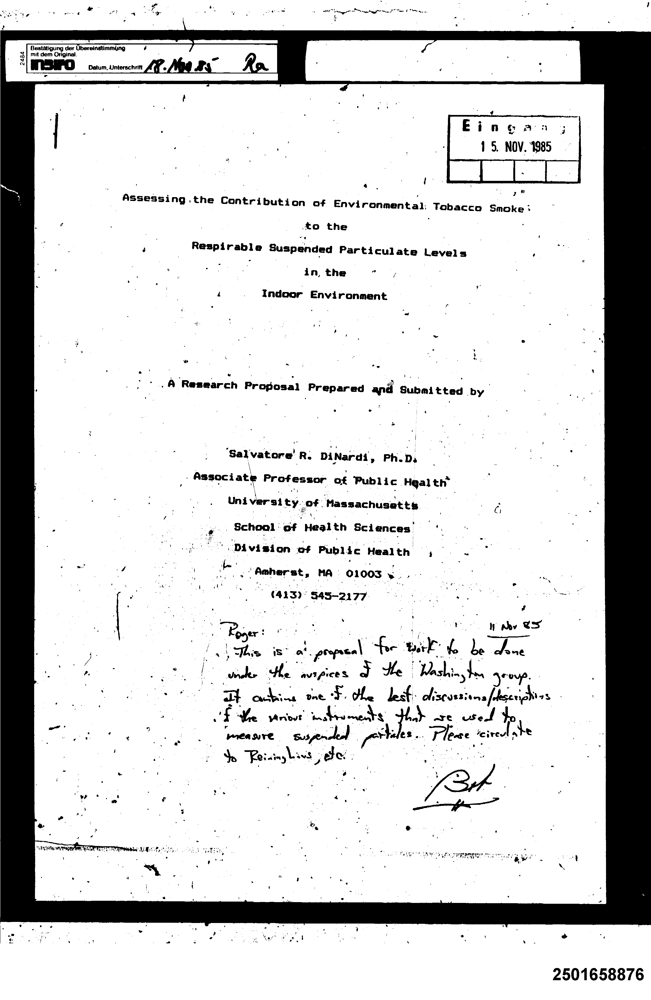 2484
Bestätigung der Übereinstimmung
mit dem Original.
INBIFO Datum, Unterschrift 18. Nov 85 Ra
Eingang
15. NOV. 1985
Assessing the Contribution of Environmental Tobacco Smoke
to the
Respirable Suspended Particulate Levels
in the
Indoor Environment
A Research Proposal Prepared and Submitted by
Salvatore R. DiNardi, Ph.D.
Associate Professor of Public Health
University of Massachusetts
School of Health Sciences
Division of Public Health
Amherst, MA 01003
(413) 545-2177
11 Nov 85
Roger:
This is a proposal for work to be done
under the auspices of the Washington group.
It contains one of the best discussions/descriptions
of the various instruments that are used to
measure suspended particles. Please circulate
to Reininghaus, etc.
2501658876